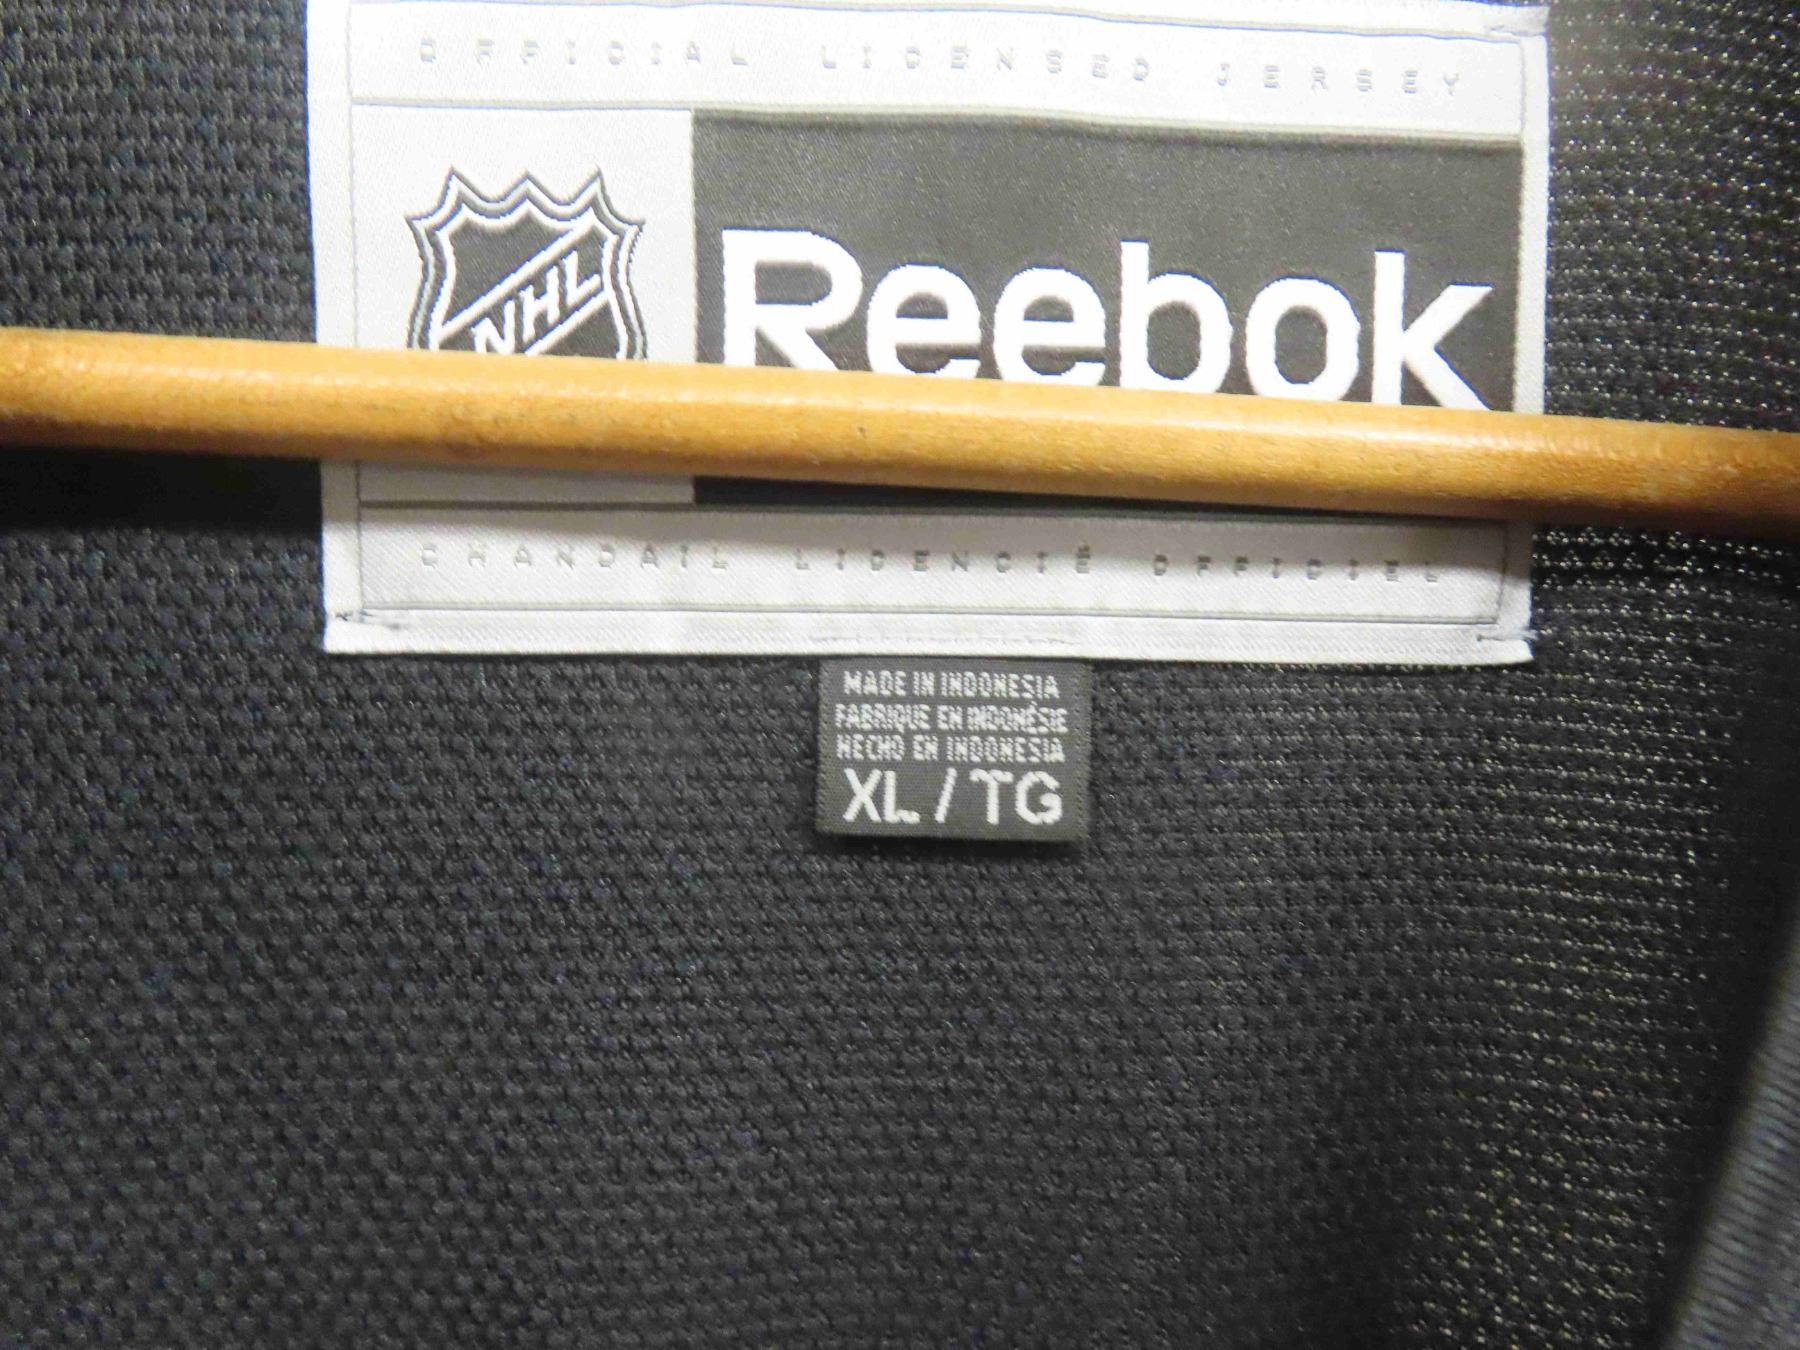 OFFICIAL LICENSED JERSEY
NHL
Reebok
CHANDAIL LICENCIÉ OFFICIEL
MADE IN INDONESIA
FABRIQUE EN INDONÉSIE
HECHO EN INDONESIA
XL / TG